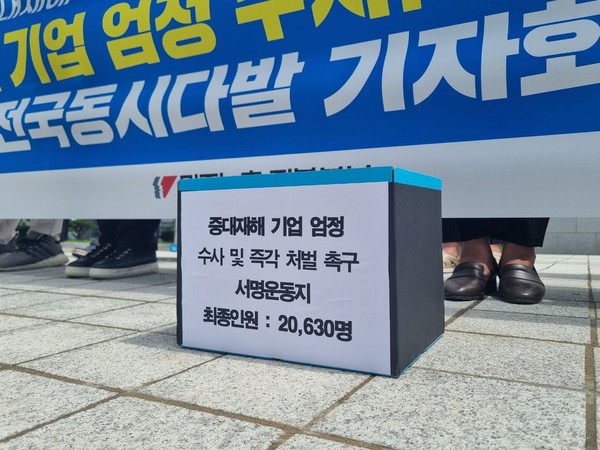 기업 엄정
전국동시다발 기자회
중대재해 기업 엄정
수사 및 즉각 처벌 촉구
서명운동지
최종인원 : 20,630명